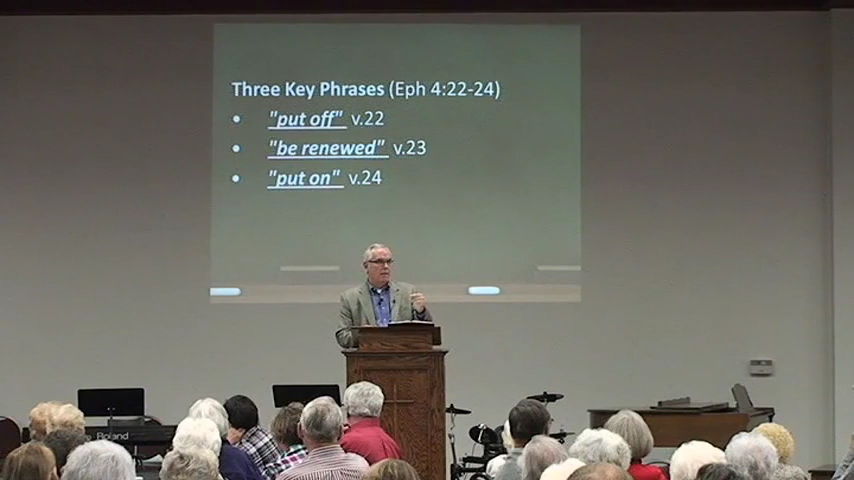 Three Key Phrases (Eph 4:22-24)
• "put off" v.22
• "be renewed" v.23
• "put on" v.24
Roland